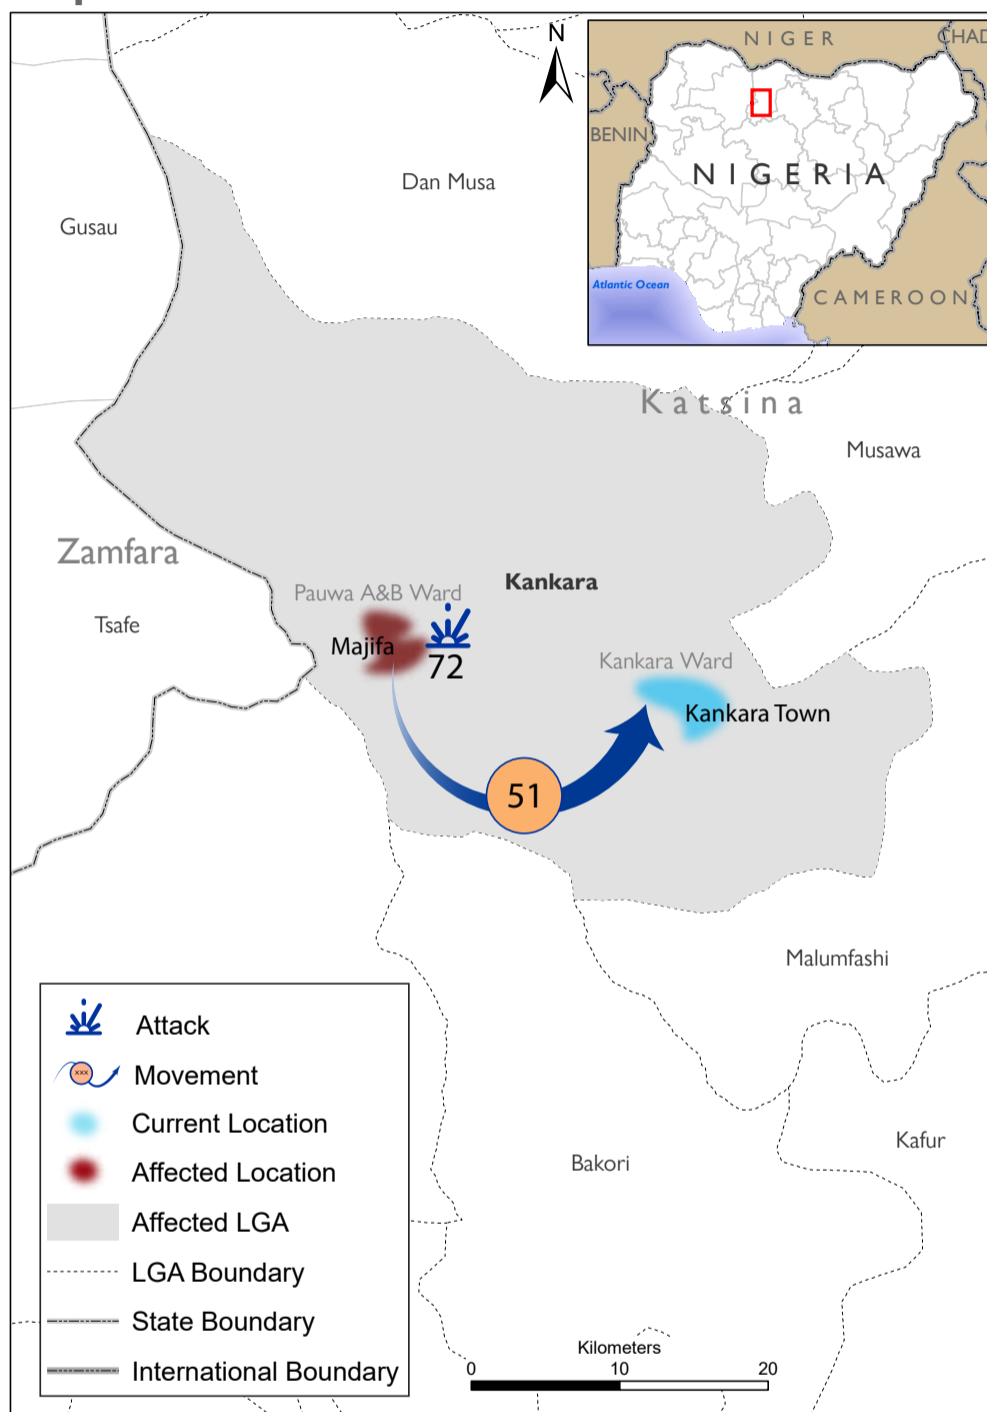 N
NIGER
CHAD
BENIN
NIGERIA
Atlantic Ocean
CAMEROON
Dan Musa
Gusau
Katsina
Musawa
Zamfara
Pauwa A&B Ward
Kankara
Tsafe
Majifa
72
Kankara Ward
Kankara Town
51
Malumfashi
Kafur
Bakori
Attack
xxx
Movement
Current Location
Affected Location
Affected LGA
LGA Boundary
State Boundary
International Boundary
Kilometers
0 10 20